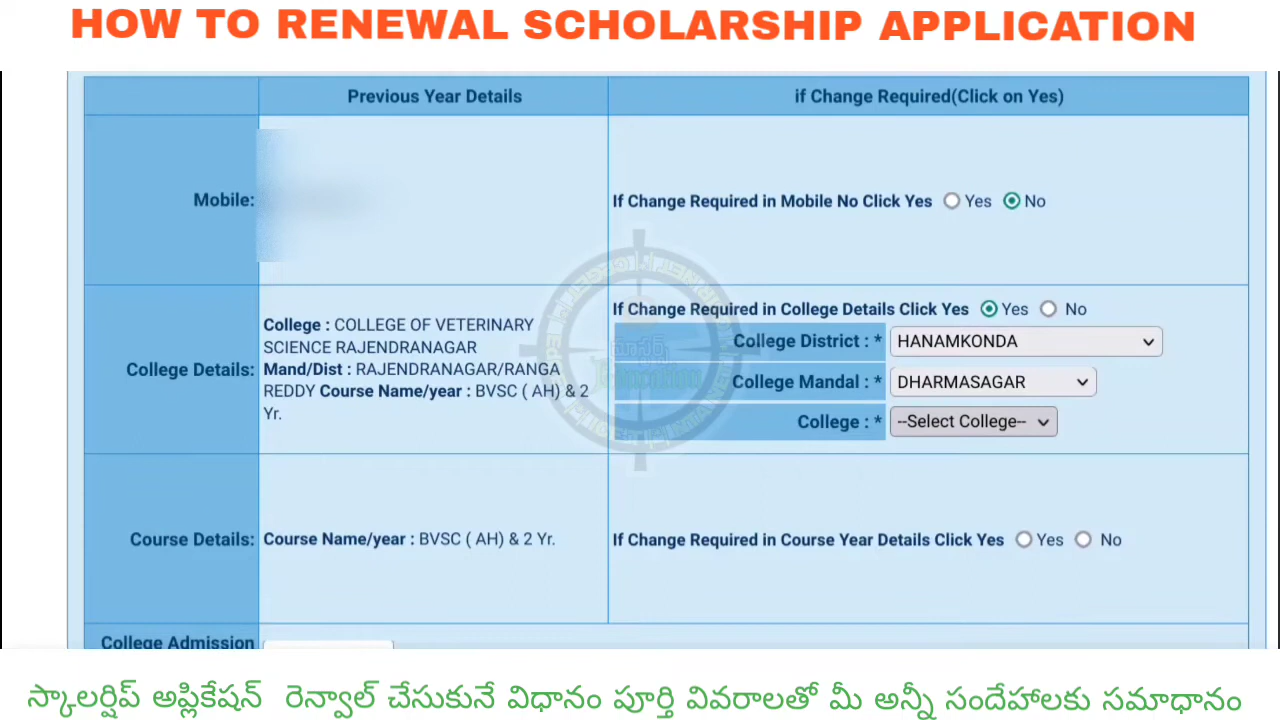 HOW TO RENEWAL SCHOLARSHIP APPLICATION
Previous Year Details
if Change Required(Click on Yes)
Mobile:
If Change Required in Mobile No Click Yes Yes No
College Details:
College : COLLEGE OF VETERINARY
SCIENCE RAJENDRANAGAR
Mand/Dist : RAJENDRANAGAR/RANGA
REDDY Course Name/year : BVSC ( AH) & 2
Yr.
If Change Required in College Details Click Yes Yes No
College District : * HANAMKONDA
College Mandal : * DHARMASAGAR
College : * --Select College--
Course Details:
Course Name/year : BVSC ( AH) & 2 Yr.
If Change Required in Course Year Details Click Yes Yes No
College Admission
స్కాలర్షిప్ అప్లికేషన్ రెన్వాల్ చేసుకునే విధానం పూర్తి వివరాలతో మీ అన్నీ సందేహాలకు సమాధానం